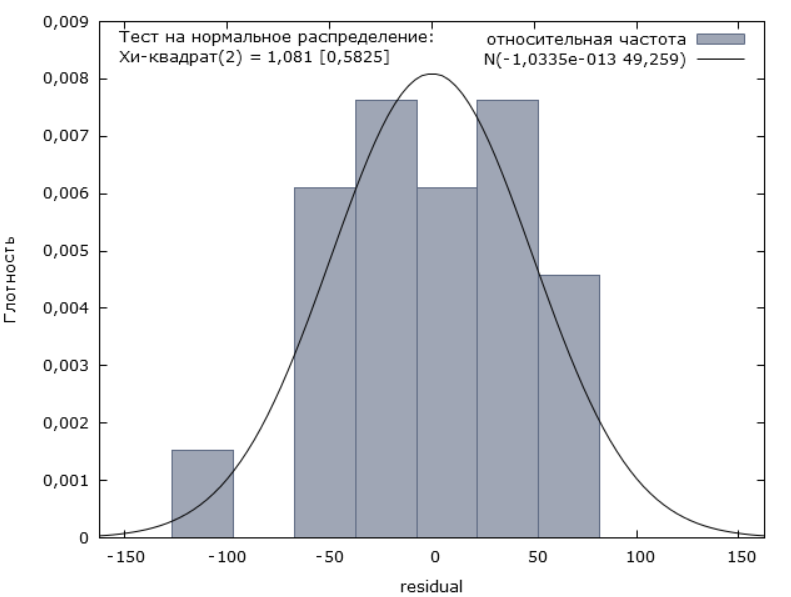 Тест на нормальное распределение:
Хи-квадрат(2) = 1,081 [0,5825]
относительная частота
N(-1,0335e-013 49,259)
0,009
0,008
0,007
0,006
0,005
0,004
0,003
0,002
0,001
0
Глотность
-150
-100
-50
0
50
100
150
residual